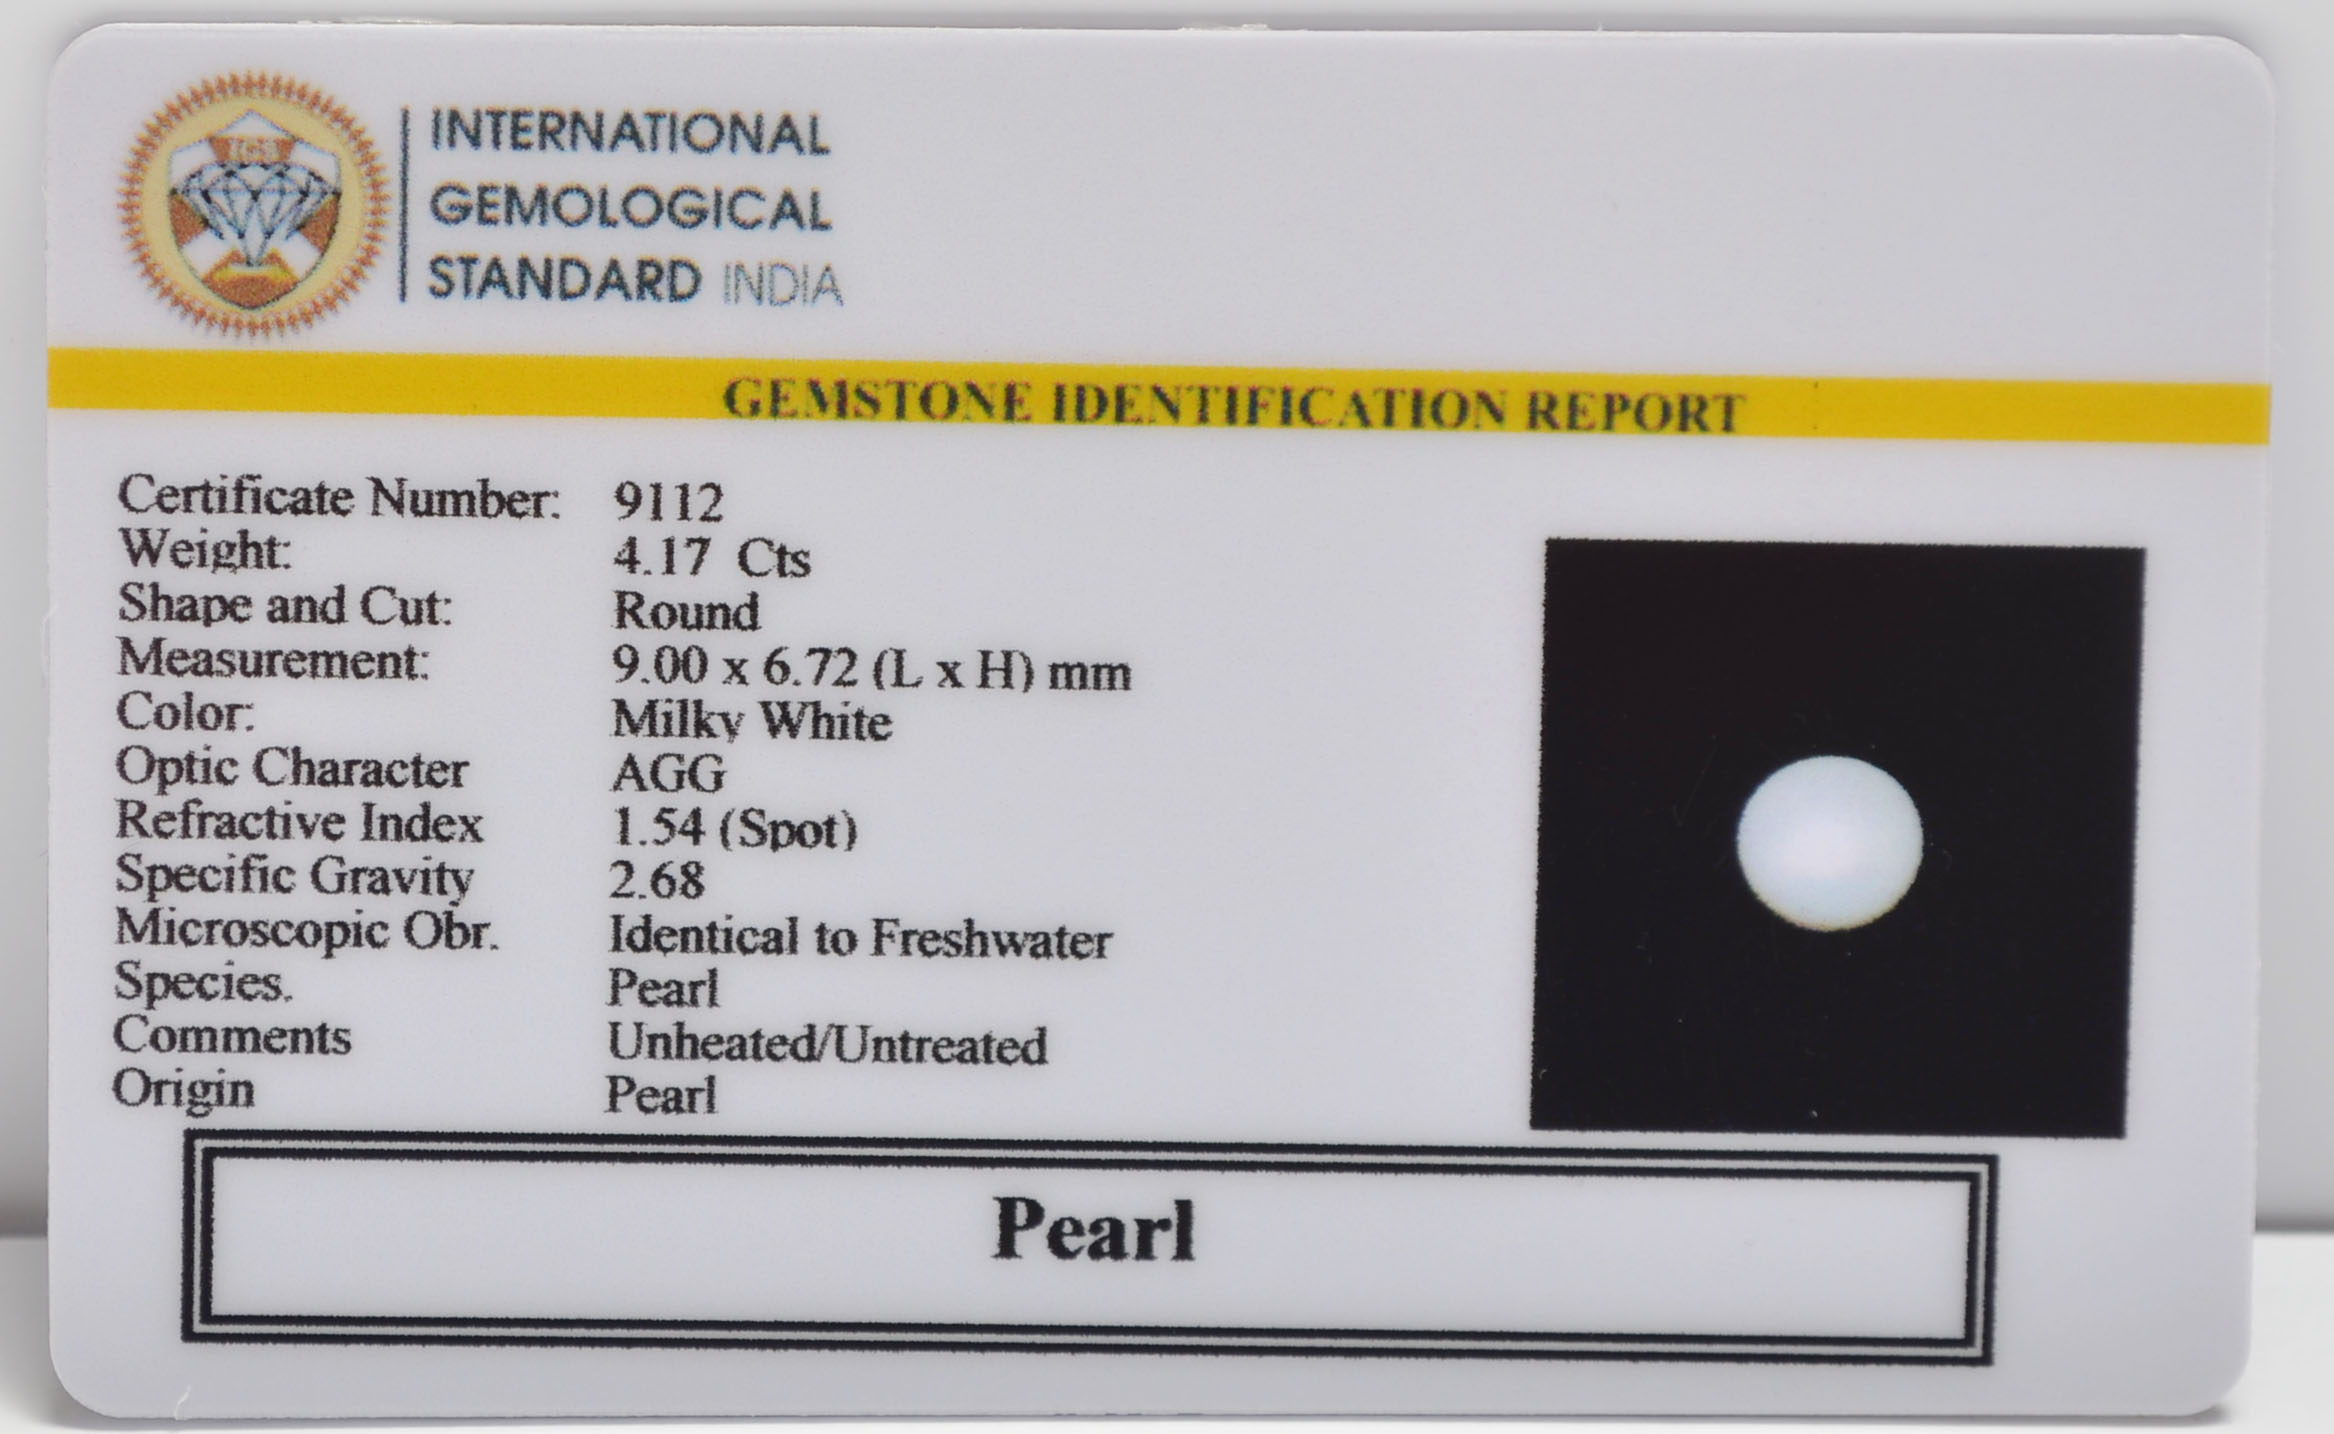 IGS
INTERNATIONAL
GEMOLOGICAL
STANDARD INDIA
GEMSTONE IDENTIFICATION REPORT
Certificate Number: 9112
Weight: 4.17 Cts
Shape and Cut: Round
Measurement: 9.00 x 6.72 (L x H) mm
Color: Milky White
Optic Character AGG
Refractive Index 1.54 (Spot)
Specific Gravity 2.68
Microscopic Obr. Identical to Freshwater
Species. Pearl
Comments Unheated/Untreated
Origin Pearl
Pearl